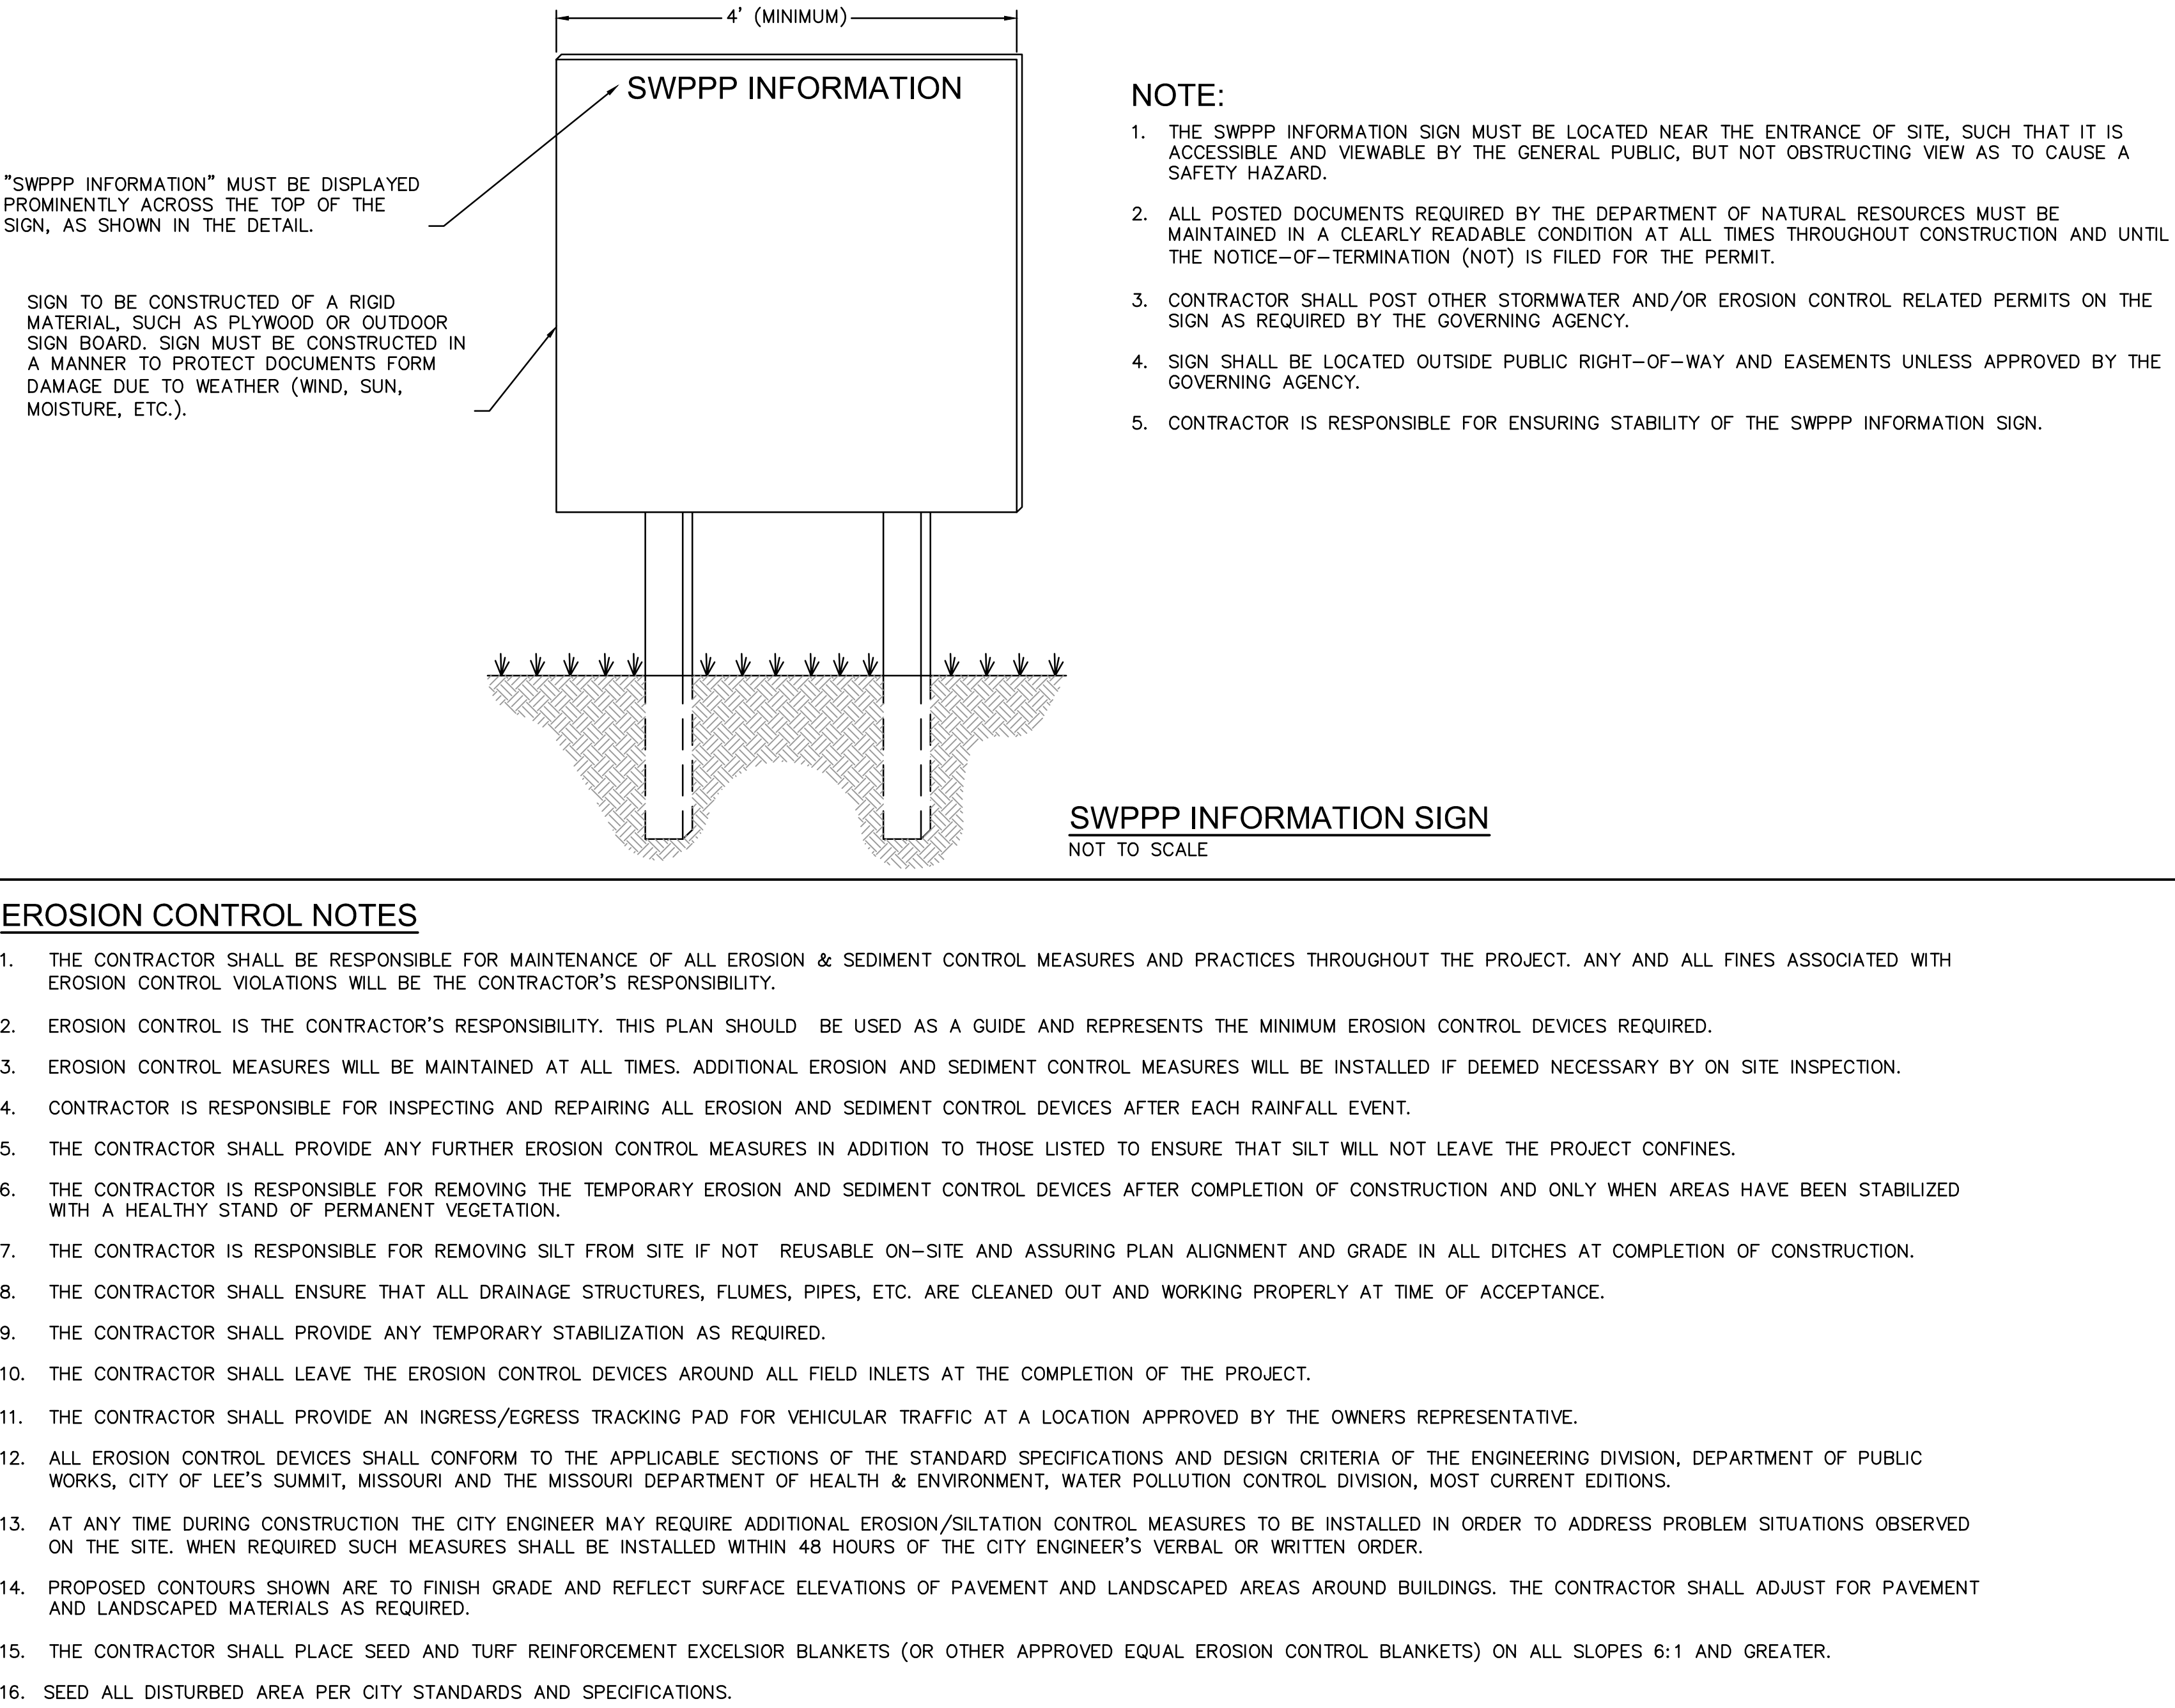 4' (MINIMUM)
SWPPP INFORMATION
"SWPPP INFORMATION" MUST BE DISPLAYED
PROMINENTLY ACROSS THE TOP OF THE
SIGN, AS SHOWN IN THE DETAIL.
SIGN TO BE CONSTRUCTED OF A RIGID
MATERIAL, SUCH AS PLYWOOD OR OUTDOOR
SIGN BOARD. SIGN MUST BE CONSTRUCTED IN
A MANNER TO PROTECT DOCUMENTS FORM
DAMAGE DUE TO WEATHER (WIND, SUN,
MOISTURE, ETC.).
NOTE:
1. THE SWPPP INFORMATION SIGN MUST BE LOCATED NEAR THE ENTRANCE OF SITE, SUCH THAT IT IS
ACCESSIBLE AND VIEWABLE BY THE GENERAL PUBLIC, BUT NOT OBSTRUCTING VIEW AS TO CAUSE A
SAFETY HAZARD.
2. ALL POSTED DOCUMENTS REQUIRED BY THE DEPARTMENT OF NATURAL RESOURCES MUST BE
MAINTAINED IN A CLEARLY READABLE CONDITION AT ALL TIMES THROUGHOUT CONSTRUCTION AND UNTIL
THE NOTICE-OF-TERMINATION (NOT) IS FILED FOR THE PERMIT.
3. CONTRACTOR SHALL POST OTHER STORMWATER AND/OR EROSION CONTROL RELATED PERMITS ON THE
SIGN AS REQUIRED BY THE GOVERNING AGENCY.
4. SIGN SHALL BE LOCATED OUTSIDE PUBLIC RIGHT-OF-WAY AND EASEMENTS UNLESS APPROVED BY THE
GOVERNING AGENCY.
5. CONTRACTOR IS RESPONSIBLE FOR ENSURING STABILITY OF THE SWPPP INFORMATION SIGN.
SWPPP INFORMATION SIGN
NOT TO SCALE
EROSION CONTROL NOTES
1. THE CONTRACTOR SHALL BE RESPONSIBLE FOR MAINTENANCE OF ALL EROSION & SEDIMENT CONTROL MEASURES AND PRACTICES THROUGHOUT THE PROJECT. ANY AND ALL FINES ASSOCIATED WITH
EROSION CONTROL VIOLATIONS WILL BE THE CONTRACTOR'S RESPONSIBILITY.
2. EROSION CONTROL IS THE CONTRACTOR'S RESPONSIBILITY. THIS PLAN SHOULD BE USED AS A GUIDE AND REPRESENTS THE MINIMUM EROSION CONTROL DEVICES REQUIRED.
3. EROSION CONTROL MEASURES WILL BE MAINTAINED AT ALL TIMES. ADDITIONAL EROSION AND SEDIMENT CONTROL MEASURES WILL BE INSTALLED IF DEEMED NECESSARY BY ON SITE INSPECTION.
4. CONTRACTOR IS RESPONSIBLE FOR INSPECTING AND REPAIRING ALL EROSION AND SEDIMENT CONTROL DEVICES AFTER EACH RAINFALL EVENT.
5. THE CONTRACTOR SHALL PROVIDE ANY FURTHER EROSION CONTROL MEASURES IN ADDITION TO THOSE LISTED TO ENSURE THAT SILT WILL NOT LEAVE THE PROJECT CONFINES.
6. THE CONTRACTOR IS RESPONSIBLE FOR REMOVING THE TEMPORARY EROSION AND SEDIMENT CONTROL DEVICES AFTER COMPLETION OF CONSTRUCTION AND ONLY WHEN AREAS HAVE BEEN STABILIZED
WITH A HEALTHY STAND OF PERMANENT VEGETATION.
7. THE CONTRACTOR IS RESPONSIBLE FOR REMOVING SILT FROM SITE IF NOT REUSABLE ON-SITE AND ASSURING PLAN ALIGNMENT AND GRADE IN ALL DITCHES AT COMPLETION OF CONSTRUCTION.
8. THE CONTRACTOR SHALL ENSURE THAT ALL DRAINAGE STRUCTURES, FLUMES, PIPES, ETC. ARE CLEANED OUT AND WORKING PROPERLY AT TIME OF ACCEPTANCE.
9. THE CONTRACTOR SHALL PROVIDE ANY TEMPORARY STABILIZATION AS REQUIRED.
10. THE CONTRACTOR SHALL LEAVE THE EROSION CONTROL DEVICES AROUND ALL FIELD INLETS AT THE COMPLETION OF THE PROJECT.
11. THE CONTRACTOR SHALL PROVIDE AN INGRESS/EGRESS TRACKING PAD FOR VEHICULAR TRAFFIC AT A LOCATION APPROVED BY THE OWNERS REPRESENTATIVE.
12. ALL EROSION CONTROL DEVICES SHALL CONFORM TO THE APPLICABLE SECTIONS OF THE STANDARD SPECIFICATIONS AND DESIGN CRITERIA OF THE ENGINEERING DIVISION, DEPARTMENT OF PUBLIC
WORKS, CITY OF LEE'S SUMMIT, MISSOURI AND THE MISSOURI DEPARTMENT OF HEALTH & ENVIRONMENT, WATER POLLUTION CONTROL DIVISION, MOST CURRENT EDITIONS.
13. AT ANY TIME DURING CONSTRUCTION THE CITY ENGINEER MAY REQUIRE ADDITIONAL EROSION/SILTATION CONTROL MEASURES TO BE INSTALLED IN ORDER TO ADDRESS PROBLEM SITUATIONS OBSERVED
ON THE SITE. WHEN REQUIRED SUCH MEASURES SHALL BE INSTALLED WITHIN 48 HOURS OF THE CITY ENGINEER'S VERBAL OR WRITTEN ORDER.
14. PROPOSED CONTOURS SHOWN ARE TO FINISH GRADE AND REFLECT SURFACE ELEVATIONS OF PAVEMENT AND LANDSCAPED AREAS AROUND BUILDINGS. THE CONTRACTOR SHALL ADJUST FOR PAVEMENT
AND LANDSCAPED MATERIALS AS REQUIRED.
15. THE CONTRACTOR SHALL PLACE SEED AND TURF REINFORCEMENT EXCELSIOR BLANKETS (OR OTHER APPROVED EQUAL EROSION CONTROL BLANKETS) ON ALL SLOPES 6:1 AND GREATER.
16. SEED ALL DISTURBED AREA PER CITY STANDARDS AND SPECIFICATIONS.